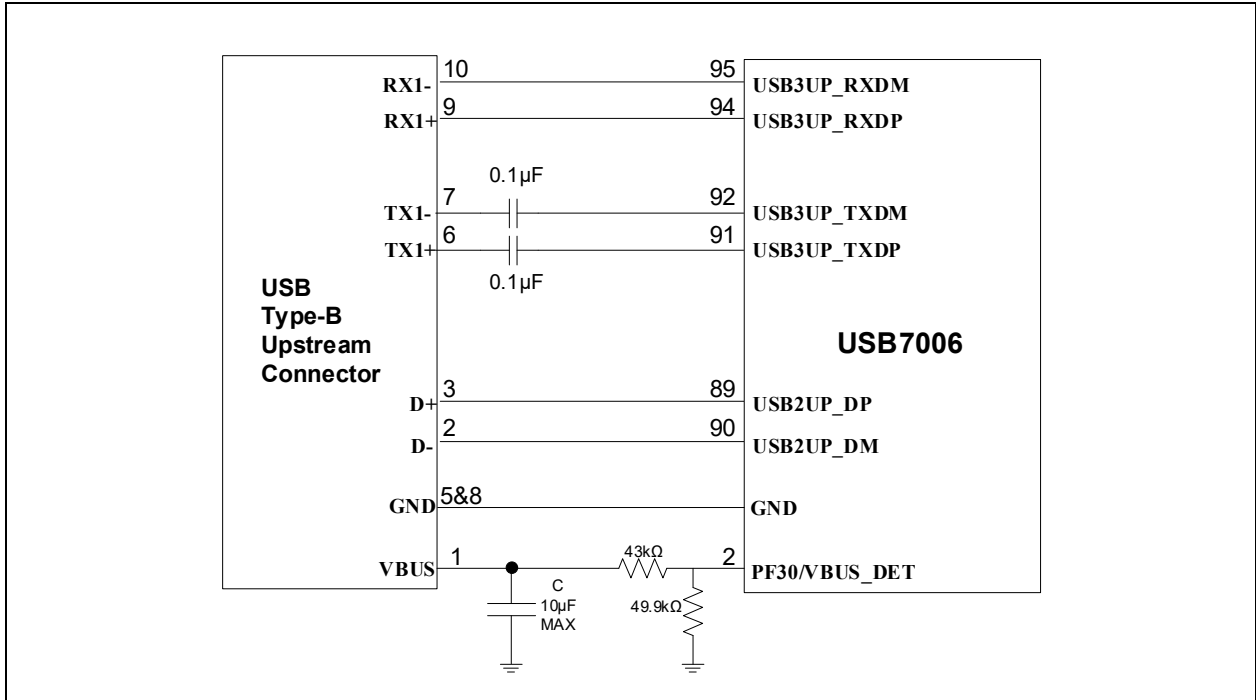 10 95
RX1- USB3UP_RXDM
9 94
RX1+ USB3UP_RXDP
0.1µF
7 92
TX1- USB3UP_TXDM
6 91
TX1+ USB3UP_TXDP
0.1µF
USB
Type-B
Upstream
Connector
USB7006
3 89
D+ USB2UP_DP
2 90
D- USB2UP_DM
5&8
GND GND
1 43kΩ 2
VBUS PF30/VBUS_DET
C
10µF
MAX
49.9kΩ